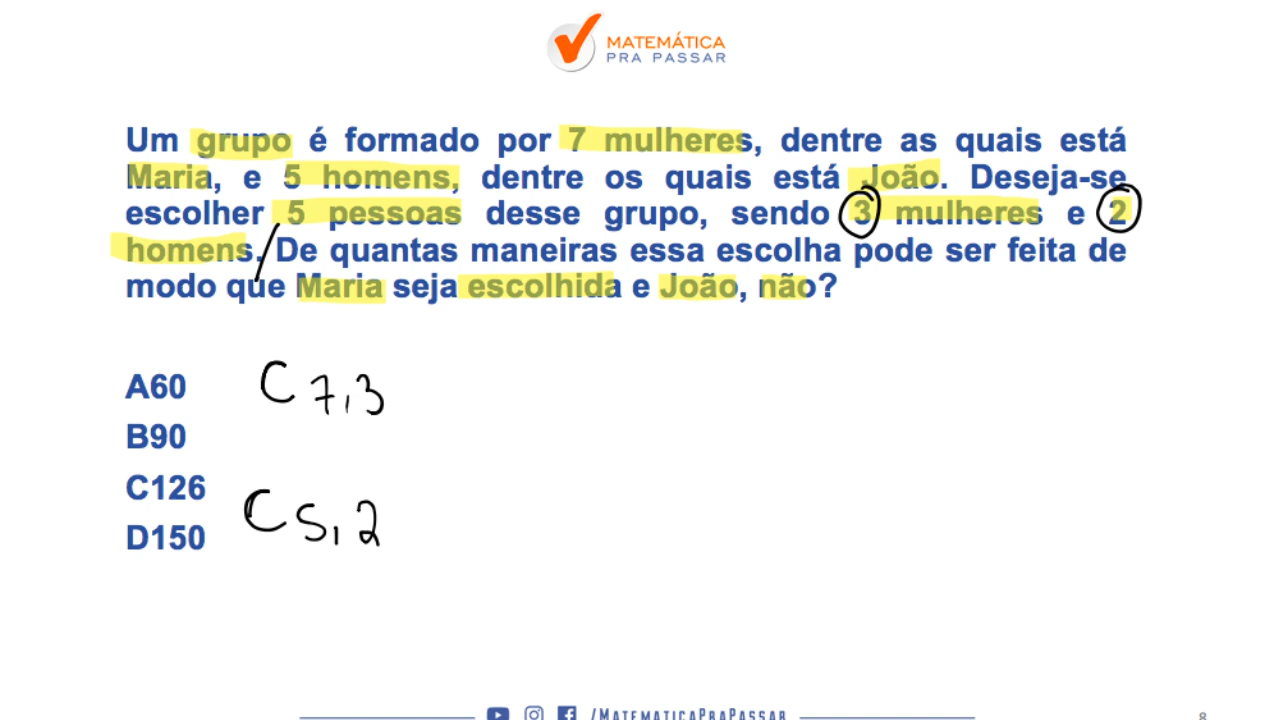 MATEMÁTICA
PRA PASSAR
Um grupo é formado por 7 mulheres, dentre as quais está
Maria, e 5 homens, dentre os quais está João. Deseja-se
escolher 5 pessoas desse grupo, sendo 3 mulheres e 2
homens. De quantas maneiras essa escolha pode ser feita de
modo que Maria seja escolhida e João, não?
A60
B90
C126
D150
C 7,3
C 5,2
/MATEMATICAPRAPASSAR
8